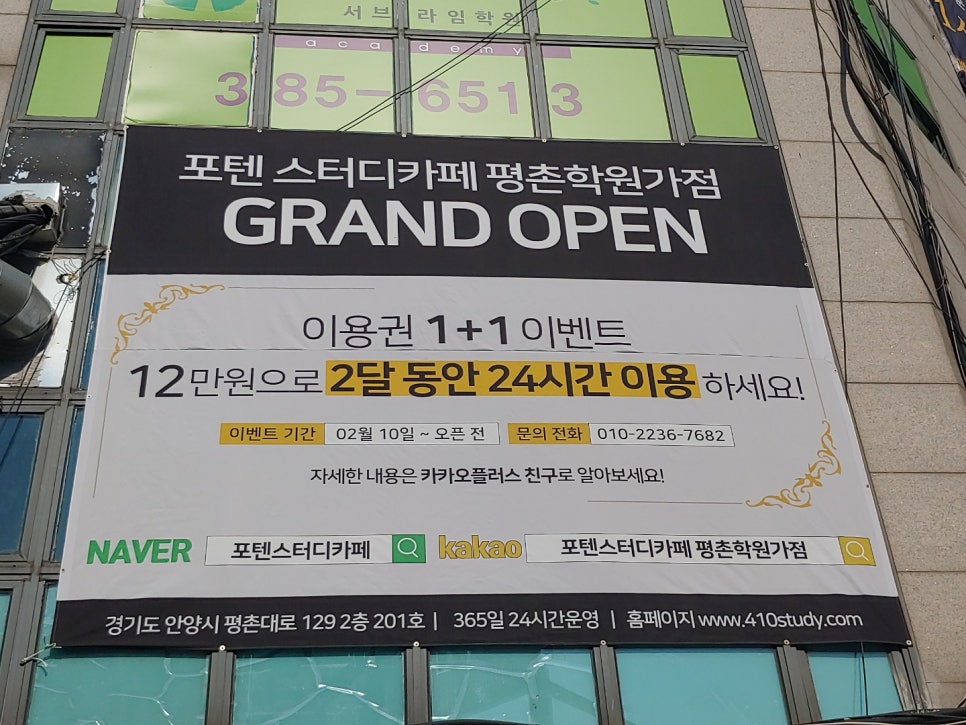 서브라임학원
academy
385-6513
포텐 스터디카페 평촌학원가점
GRAND OPEN
이용권 1+1 이벤트
12만원으로 2달 동안 24시간 이용 하세요!
이벤트 기간 02월 10일 ~ 오픈 전 문의 전화 010-2236-7682
자세한 내용은 카카오플러스 친구로 알아보세요!
NAVER 포텐스터디카페 kakao 포텐스터디카페 평촌학원가점
경기도 안양시 평촌대로 129 2층 201호 | 365일 24시간운영 | 홈페이지 www.410study.com